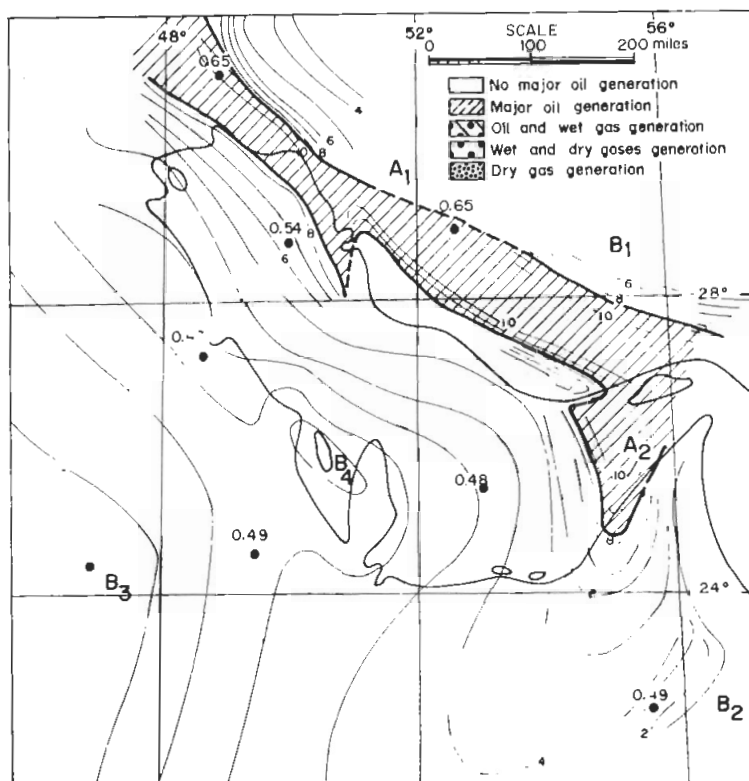 48°
52°
56°
SCALE
0 100 200 miles
No major oil generation
Major oil generation
Oil and wet gas generation
Wet and dry goses generation
Dry gas generation
0.65
4
6
8
A1
0.65
B1
0.54
8
6
6
8
28°
10
10
0.48
B4
A2
10
8
0.49
B3
24°
0.49
B2
2
4